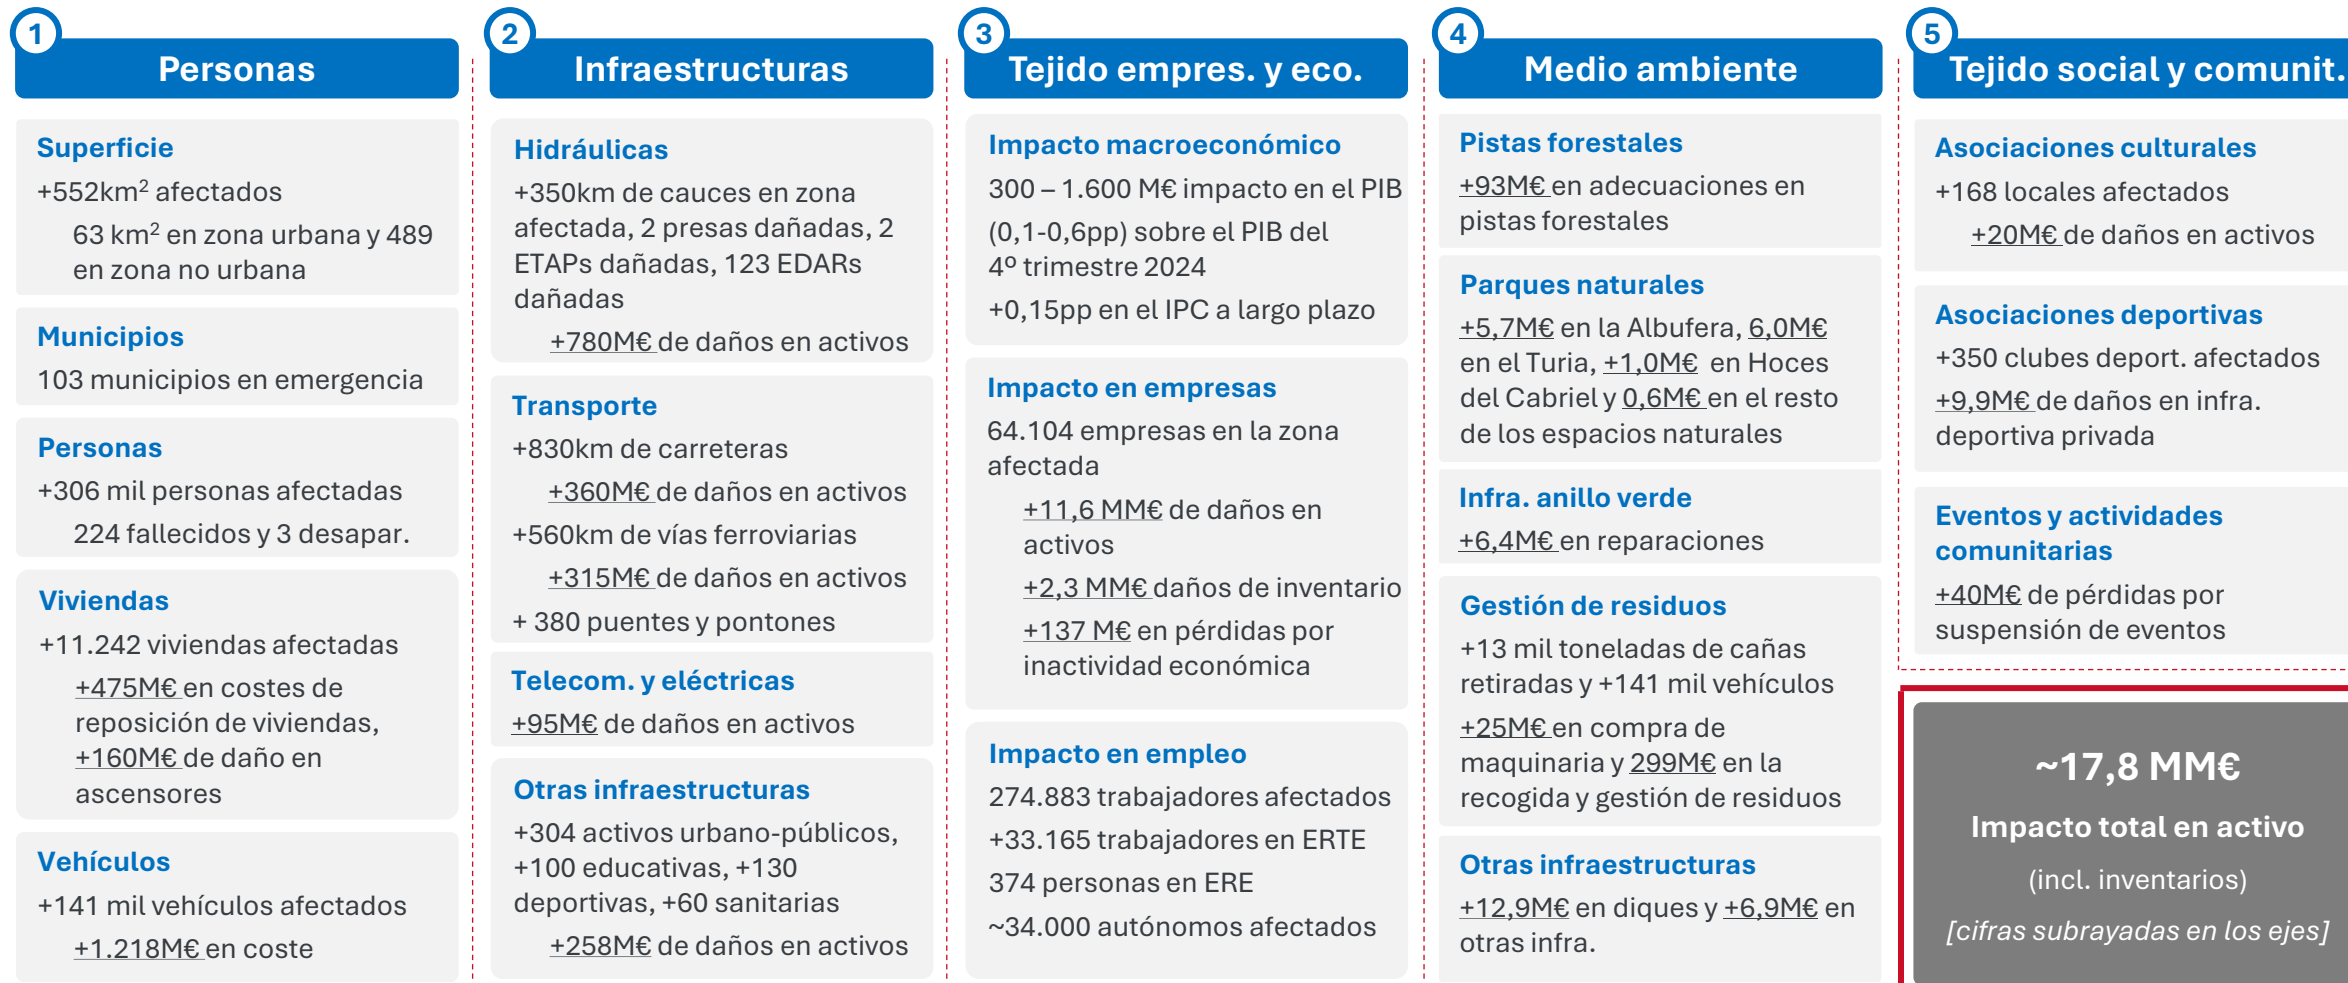 1
Personas
Superficie
+552km² afectados
63 km² en zona urbana y 489
en zona no urbana
Municipios
103 municipios en emergencia
Personas
+306 mil personas afectadas
224 fallecidos y 3 desapar.
Viviendas
+11.242 viviendas afectadas
+475M€ en costes de
reposición de viviendas,
+160M€ de daño en
ascensores
Vehículos
+141 mil vehículos afectados
+1.218M€ en coste
2
Infraestructuras
Hidráulicas
+350km de cauces en zona
afectada, 2 presas dañadas, 2
ETAPs dañadas, 123 EDARs
dañadas
+780M€ de daños en activos
Transporte
+830km de carreteras
+360M€ de daños en activos
+560km de vías ferroviarias
+315M€ de daños en activos
+ 380 puentes y pontones
Telecom. y eléctricas
+95M€ de daños en activos
Otras infraestructuras
+304 activos urbano-públicos,
+100 educativas, +130
deportivas, +60 sanitarias
+258M€ de daños en activos
3
Tejido empres. y eco.
Impacto macroeconómico
300 – 1.600 M€ impacto en el PIB
(0,1-0,6pp) sobre el PIB del
4º trimestre 2024
+0,15pp en el IPC a largo plazo
Impacto en empresas
64.104 empresas en la zona
afectada
+11,6 MM€ de daños en
activos
+2,3 MM€ daños de inventario
+137 M€ en pérdidas por
inactividad económica
Impacto en empleo
274.883 trabajadores afectados
+33.165 trabajadores en ERTE
374 personas en ERE
~34.000 autónomos afectados
4
Medio ambiente
Pistas forestales
+93M€ en adecuaciones en
pistas forestales
Parques naturales
+5,7M€ en la Albufera, 6,0M€
en el Turia, +1,0M€ en Hoces
del Cabriel y 0,6M€ en el resto
de los espacios naturales
Infra. anillo verde
+6,4M€ en reparaciones
Gestión de residuos
+13 mil toneladas de cañas
retiradas y +141 mil vehículos
+25M€ en compra de
maquinaria y 299M€ en la
recogida y gestión de residuos
Otras infraestructuras
+12,9M€ en diques y +6,9M€ en
otras infra.
5
Tejido social y comunit.
Asociaciones culturales
+168 locales afectados
+20M€ de daños en activos
Asociaciones deportivas
+350 clubes deport. afectados
+9,9M€ de daños en infra.
deportiva privada
Eventos y actividades
comunitarias
+40M€ de pérdidas por
suspensión de eventos
~17,8 MM€
Impacto total en activo
(incl. inventarios)
[cifras subrayadas en los ejes]